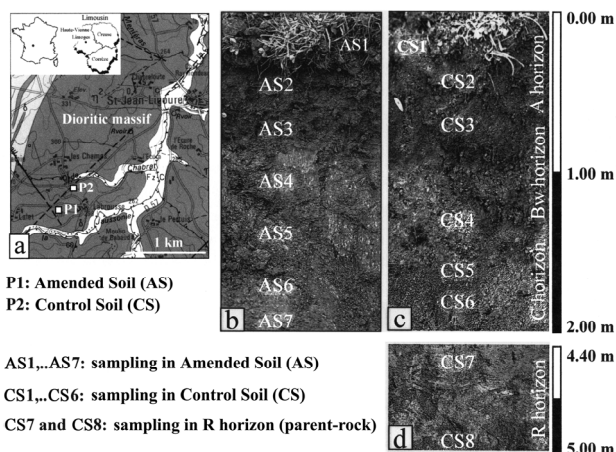 Limousin
Haute-Vienne
Creuse
Limoges
Corrèze
St-Jean-Ligoure
Dioritic massif
P2
P1
a
1 km
P1: Amended Soil (AS)
P2: Control Soil (CS)
AS1
AS2
AS3
AS4
AS5
AS6
AS7
b
CS1
CS2
CS3
CS4
CS5
CS6
c
A horizon
Bw horizon
C horizon
0.00 m
1.00 m
2.00 m
AS1,..AS7: sampling in Amended Soil (AS)
CS1,..CS6: sampling in Control Soil (CS)
CS7 and CS8: sampling in R horizon (parent-rock)
CS7
CS8
d
R horizon
4.40 m
5.00 m